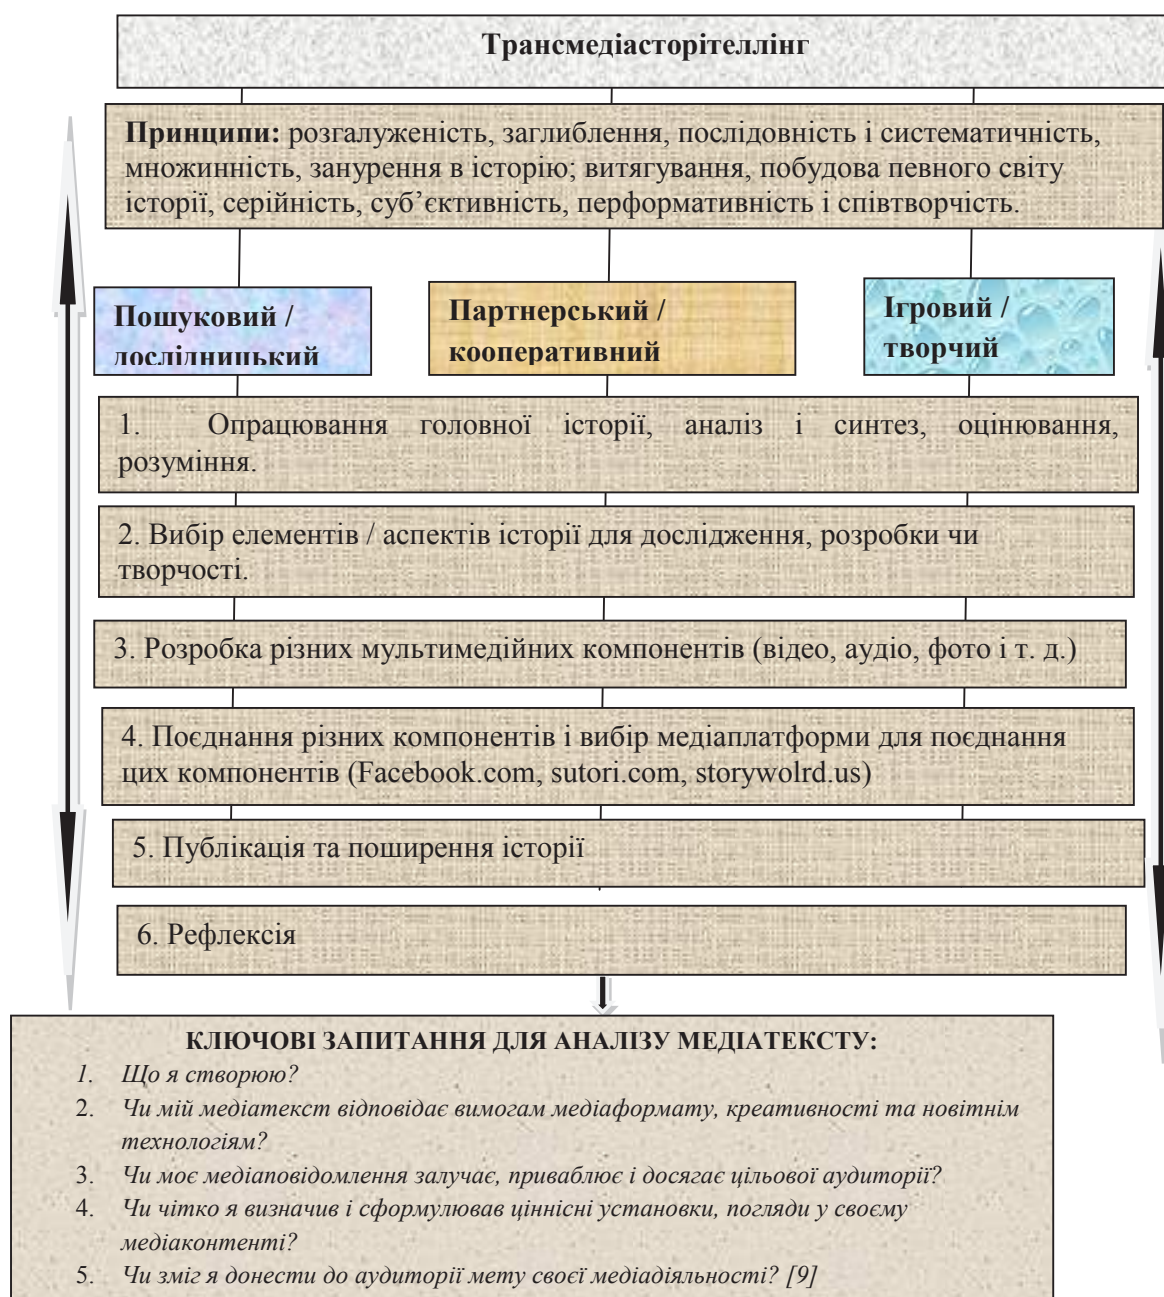 Трансмедіасторітеллінг
Принципи: розгалуженість, заглиблення, послідовність і систематичність,
множинність, занурення в історію; витягування, побудова певного світу
історії, серійність, суб’єктивність, перформативність і співтворчість.
Пошуковий /
дослідницький
Партнерський /
кооперативний
Ігровий /
творчий
1. Опрацювання головної історії, аналіз і синтез, оцінювання,
розуміння.
2. Вибір елементів / аспектів історії для дослідження, розробки чи
творчості.
3. Розробка різних мультимедійних компонентів (відео, аудіо, фото і т. д.)
4. Поєднання різних компонентів і вибір медіаплатформи для поєднання
цих компонентів (Facebook.com, sutori.com, storywolrd.us)
5. Публікація та поширення історії
6. Рефлексія
КЛЮЧОВІ ЗАПИТАННЯ ДЛЯ АНАЛІЗУ МЕДІАТЕКСТУ:
1. Що я створюю?
2. Чи мій медіатекст відповідає вимогам медіаформату, креативності та новітнім
технологіям?
3. Чи моє медіаповідомлення залучає, приваблює і досягає цільової аудиторії?
4. Чи чітко я визначив і сформулював ціннісні установки, погляди у своєму
медіаконтенті?
5. Чи зміг я донести до аудиторії мету своєї медіадіяльності? [9]